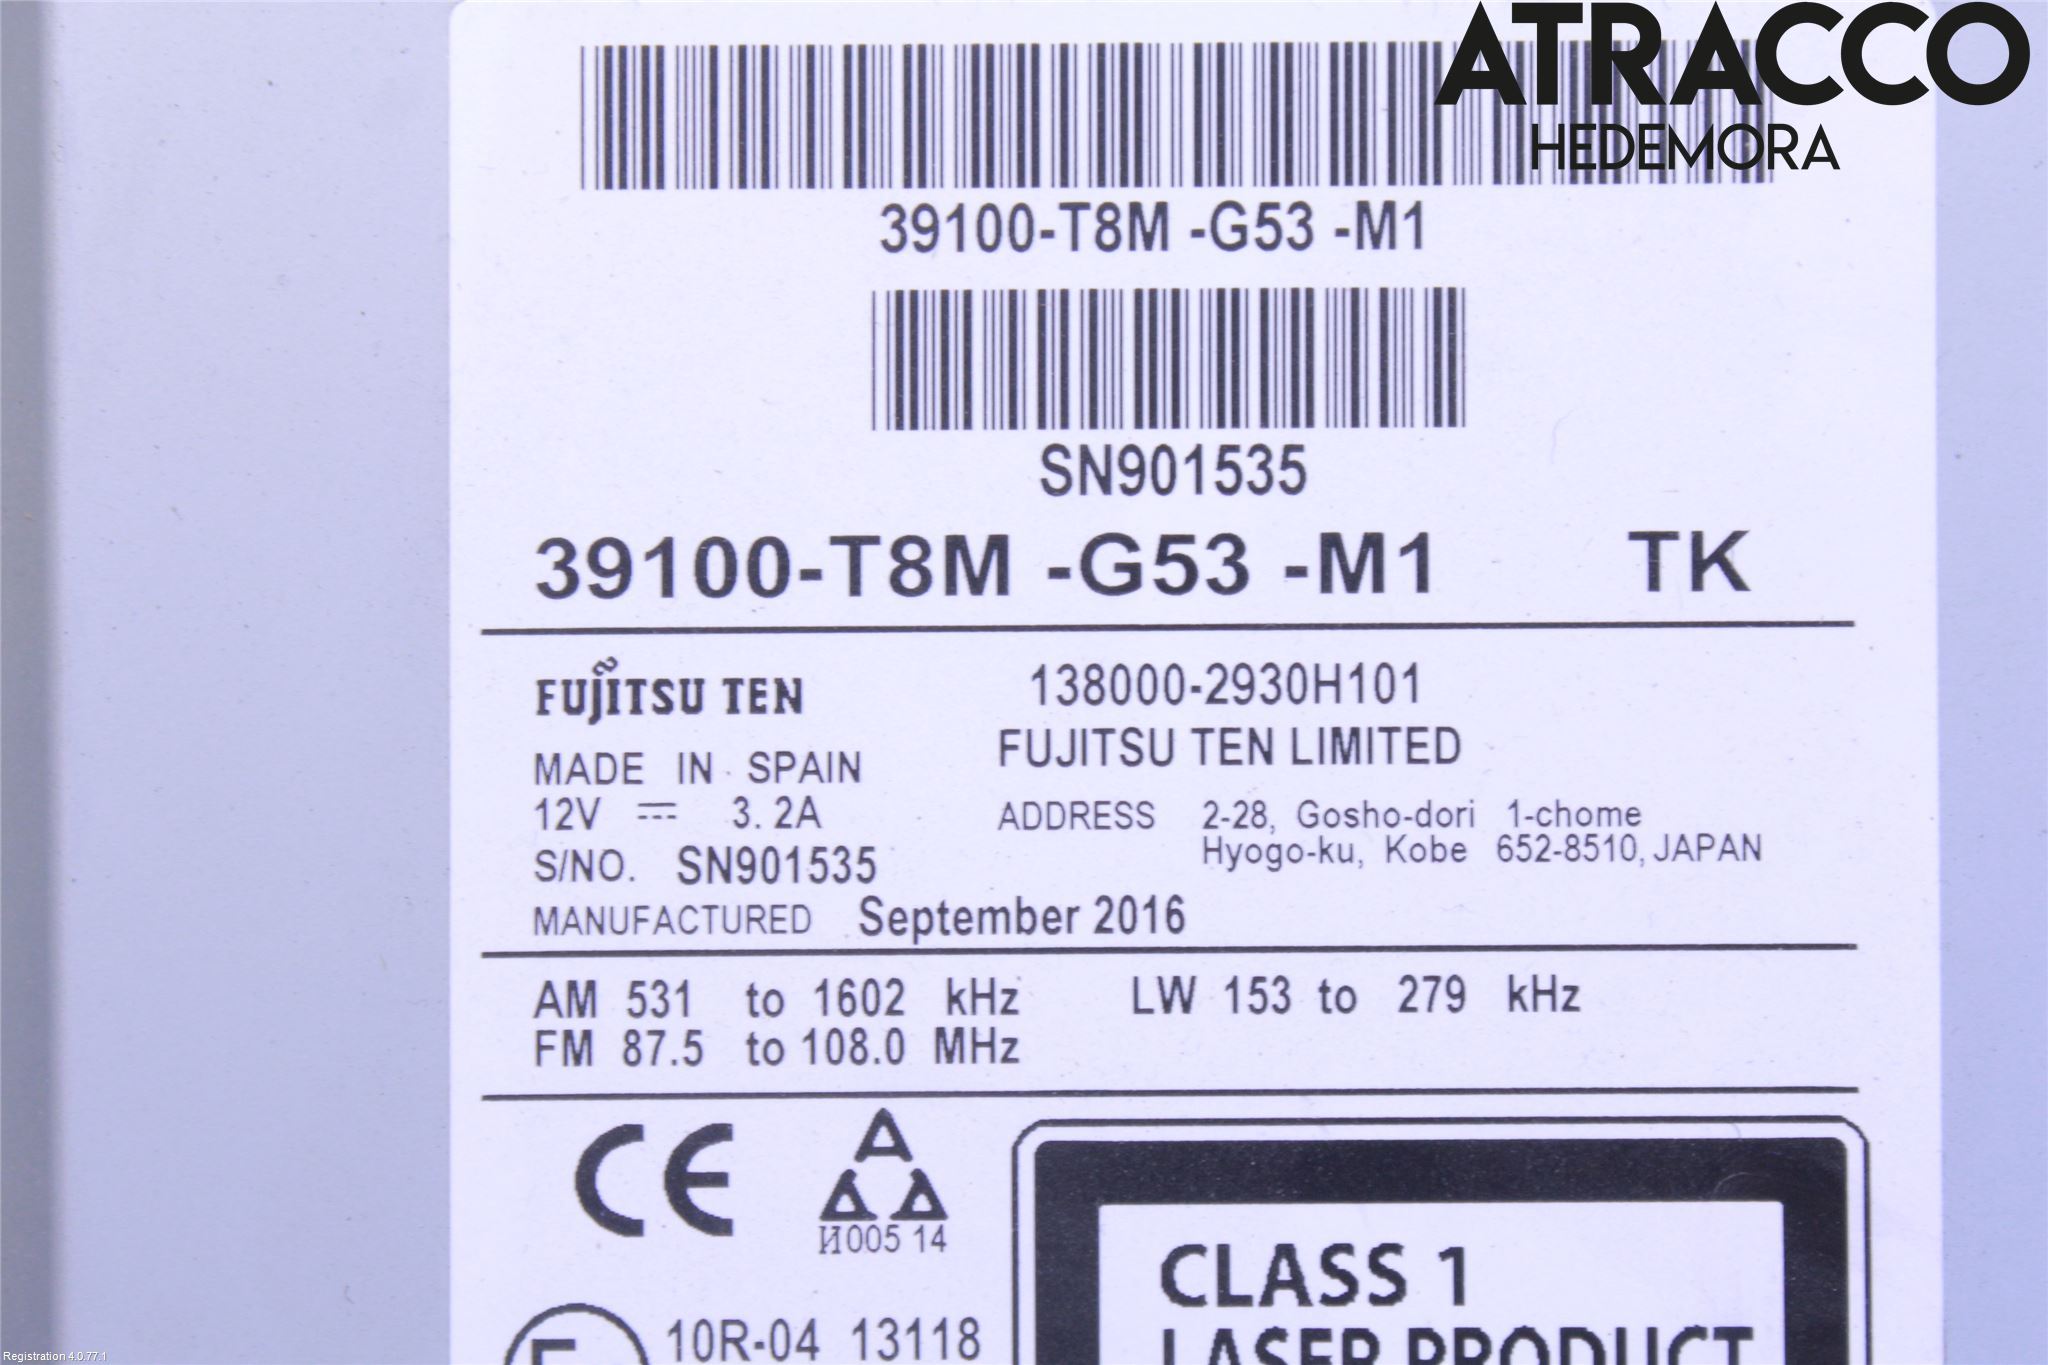 ATRACCO
HEDEMORA
39100-T8M -G53 -M1
SN901535
39100-T8M -G53 -M1 TK
FUJITSU TEN 138000-2930H101
FUJITSU TEN LIMITED
MADE IN SPAIN
12V 3.2A
ADDRESS 2-28, Gosho-dori 1-chome
Hyogo-ku, Kobe 652-8510, JAPAN
S/NO. SN901535
MANUFACTURED September 2016
AM 531 to 1602 kHz LW 153 to 279 kHz
FM 87.5 to 108.0 MHz
CE
И005 14
CLASS 1
LASER PRODUCT
E
10R-04 13118
Registration 4.0.77.1